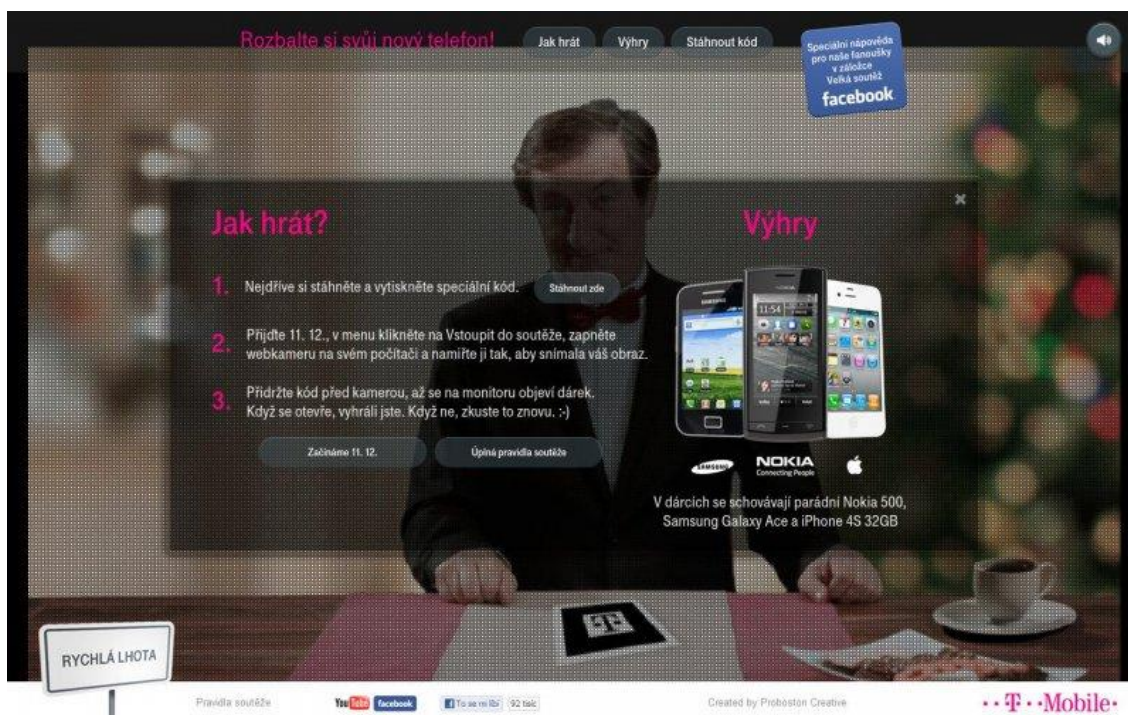 Rozbalte si svůj nový telefon!
Jak hrát
Výhry
Stáhnout kód
Speciální nápověda
pro naše fanoušky
v záložce
Velká soutěž
facebook
Jak hrát?
1. Nejdříve si stáhněte a vytiskněte speciální kód.
Stáhnout zde
2. Přijďte 11. 12., v menu klikněte na Vstoupit do soutěže, zapněte
webkameru na svém počítači a namiřte ji tak, aby snímala váš obraz.
3. Přidržte kód před kamerou, až se na monitoru objeví dárek.
Když se otevře, vyhráli jste. Když ne, zkuste to znovu. :-)
Začínáme 11. 12.
Úplná pravidla soutěže
Výhry
NOKIA
11:54
SAMSUNG
SAMSUNG
NOKIA
Connecting People
V dárcích se schovávají parádní Nokia 500,
Samsung Galaxy Ace a iPhone 4S 32GB
T
RYCHLÁ LHOTA
Pravidla soutěže
YouTube
facebook
To se mi líbí
92 tisíc
Created by Proboston Creative
T Mobile